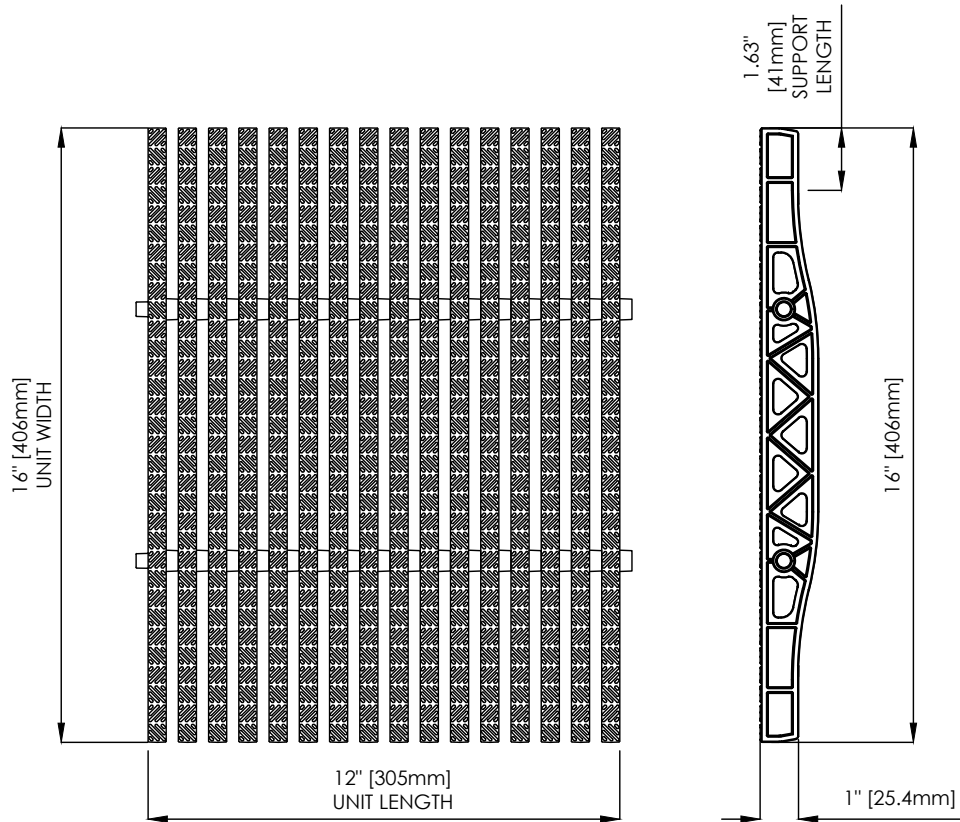 1.63"
[41mm]
SUPPORT
LENGTH
16" [406mm]
UNIT WIDTH
16" [406mm]
12" [305mm]
UNIT LENGTH
1" [25.4mm]